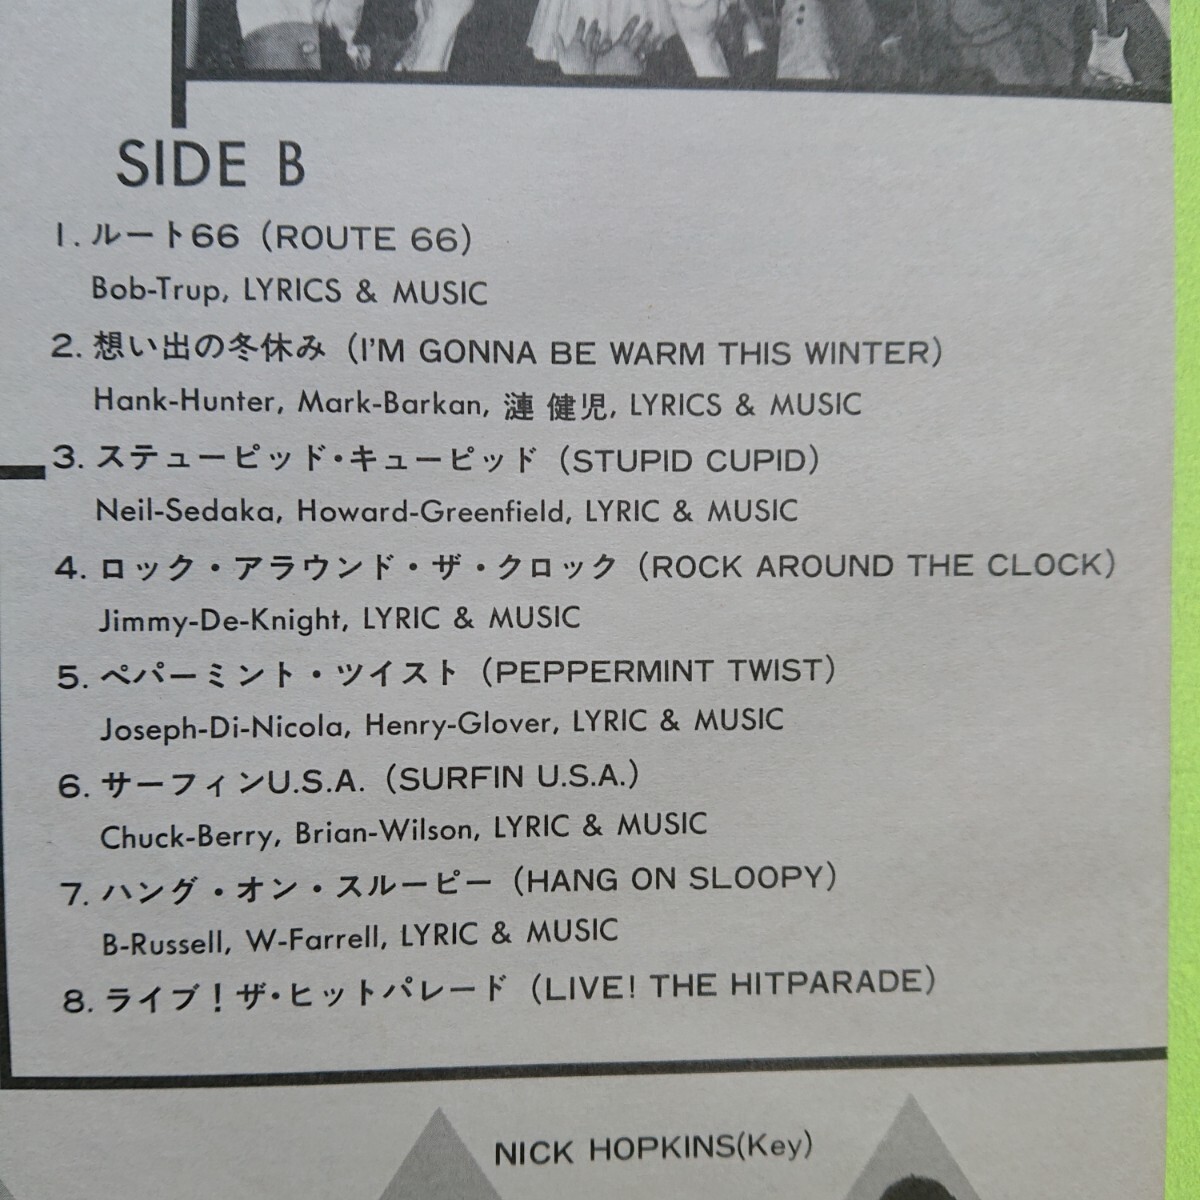 SIDE B
1. ルート66 (ROUTE 66)
Bob-Trup, LYRICS & MUSIC
2. 想い出の冬休み (I'M GONNA BE WARM THIS WINTER)
Hank-Hunter, Mark-Barkan, 漣 健児, LYRICS & MUSIC
3. ステューピッド・キューピッド (STUPID CUPID)
Neil-Sedaka, Howard-Greenfield, LYRIC & MUSIC
4. ロック・アラウンド・ザ・クロック (ROCK AROUND THE CLOCK)
Jimmy-De-Knight, LYRIC & MUSIC
5. ペパーミント・ツイスト (PEPPERMINT TWIST)
Joseph-Di-Nicola, Henry-Glover, LYRIC & MUSIC
6. サーフィンU.S.A. (SURFIN U.S.A.)
Chuck-Berry, Brian-Wilson, LYRIC & MUSIC
7. ハング・オン・スルーピー (HANG ON SLOOPY)
B-Russell, W-Farrell, LYRIC & MUSIC
8. ライブ！ザ・ヒットパレード (LIVE! THE HITPARADE)
NICK HOPKINS(Key)